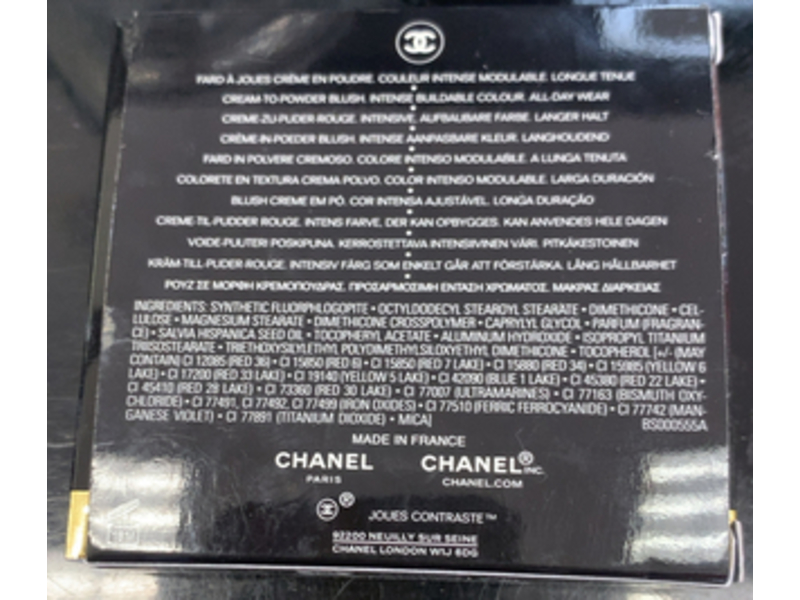 FARD À JOUES CRÈME EN POUDRE. COULEUR INTENSE MODULABLE. LONGUE TENUE
CREAM-TO-POWDER BLUSH. INTENSE BUILDABLE COLOUR. ALL-DAY WEAR
CREME-ZU-PUDER-ROUGE. INTENSIVE, AUFBAUBARE FARBE. LANGER HALT
CRÈME-IN-POEDER BLUSH. INTENSE AANPASBARE KLEUR. LANGHOUDEND
FARD IN POLVERE CREMOSO. COLORE INTENSO MODULABILE. A LUNGA TENUTA
COLORETE EN TEXTURA CREMA POLVO. COLOR INTENSO MODULABLE. LARGA DURACIÓN
BLUSH CREME EM PÓ. COR INTENSA AJUSTÁVEL. LONGA DURAÇÃO
CREME-TIL-PUDDER ROUGE. INTENS FARVE, DER KAN OPBYGGES. KAN ANVENDES HELE DAGEN
VOIDE-PUUTERI POSKIPUNA. KERROSTETTAVA INTENSIIVINEN VÄRI. PITKÄKESTOINEN
KRÄM-TILL-PUDER-ROUGE. INTENSIV FÄRG SOM ENKELT GÅR ATT FÖRSTÄRKA. LÅNG HÅLLBARHET
ΡΟΥΖ ΣΕ ΜΟΡΦΗ ΚΡΕΜΟΠΟΥΔΡΑΣ. ΠΡΟΣΑΡΜΟΣΙΜΗ ΕΝΤΑΣΗ ΧΡΩΜΑΤΟΣ. ΜΑΚΡΑΣ ΔΙΑΡΚΕΙΑΣ
INGREDIENTS: SYNTHETIC FLUORPHLOGOPITE • OCTYLDODECYL STEAROYL STEARATE • DIMETHICONE • CEL-
LULOSE • MAGNESIUM STEARATE • DIMETHICONE CROSSPOLYMER • CAPRYLYL GLYCOL • PARFUM (FRAGRAN-
CE) • SALVIA HISPANICA SEED OIL • TOCOPHERYL ACETATE • ALUMINUM HYDROXIDE • ISOPROPYL TITANIUM
TRIISOSTEARATE • TRIETHOXYSILYLETHYL POLYDIMETHYLSILOXYETHYL DIMETHICONE • TOCOPHEROL [+/- (MAY
CONTAIN) CI 12085 (RED 36) • CI 15850 (RED 6) • CI 15850 (RED 7 LAKE) • CI 15880 (RED 34) • CI 15985 (YELLOW 6
LAKE) • CI 17200 (RED 33 LAKE) • CI 19140 (YELLOW 5 LAKE) • CI 42090 (BLUE 1 LAKE) • CI 45380 (RED 22 LAKE) •
CI 45410 (RED 28 LAKE) • CI 73360 (RED 30 LAKE) • CI 77007 (ULTRAMARINES) • CI 77163 (BISMUTH OXY-
CHLORIDE) • CI 77491, CI 77492, CI 77499 (IRON OXIDES) • CI 77510 (FERRIC FERROCYANIDE) • CI 77742 (MAN-
GANESE VIOLET) • CI 77891 (TITANIUM DIOXIDE) • MICA] BS000555A
MADE IN FRANCE
CHANEL CHANEL® INC.
PARIS CHANEL.COM
® JOUES CONTRASTE™
92200 NEUILLY SUR SEINE
CHANEL LONDON W1J 6DG